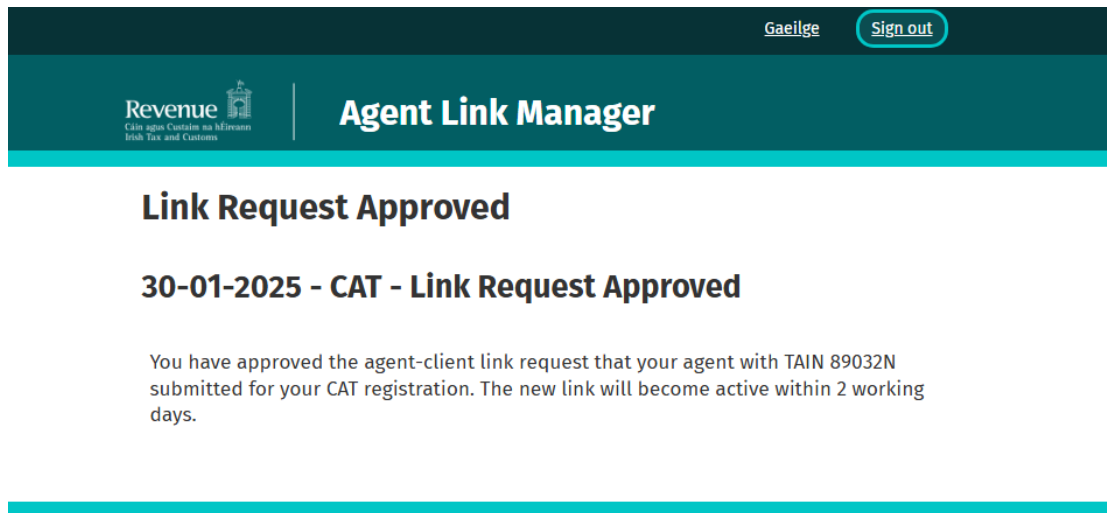 Gaeilge Sign out
Revenue
Cáin agus Custaim na hÉireann
Irish Tax and Customs
Agent Link Manager
Link Request Approved
30-01-2025 - CAT - Link Request Approved
You have approved the agent-client link request that your agent with TAIN 89032N
submitted for your CAT registration. The new link will become active within 2 working
days.